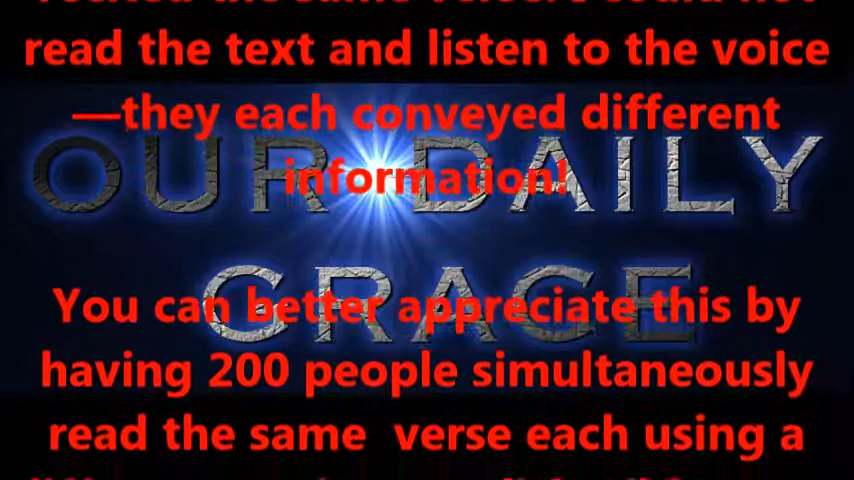 read the text and listen to the voice
—they each conveyed different
OUR DAILY
information!
GRACE
You can better appreciate this by
having 200 people simultaneously
read the same  verse each using a